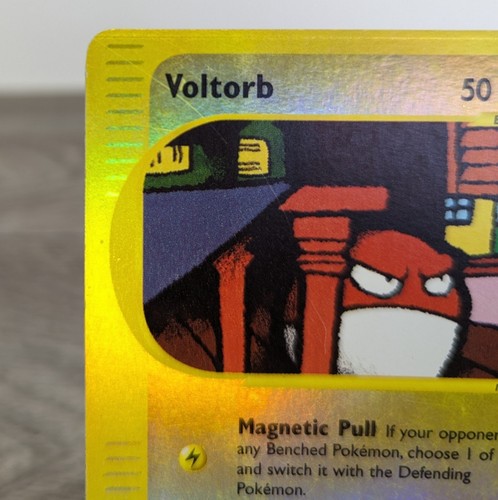 Voltorb 50
Magnetic Pull If your opponen
any Benched Pokémon, choose 1 of
and switch it with the Defending
Pokémon.